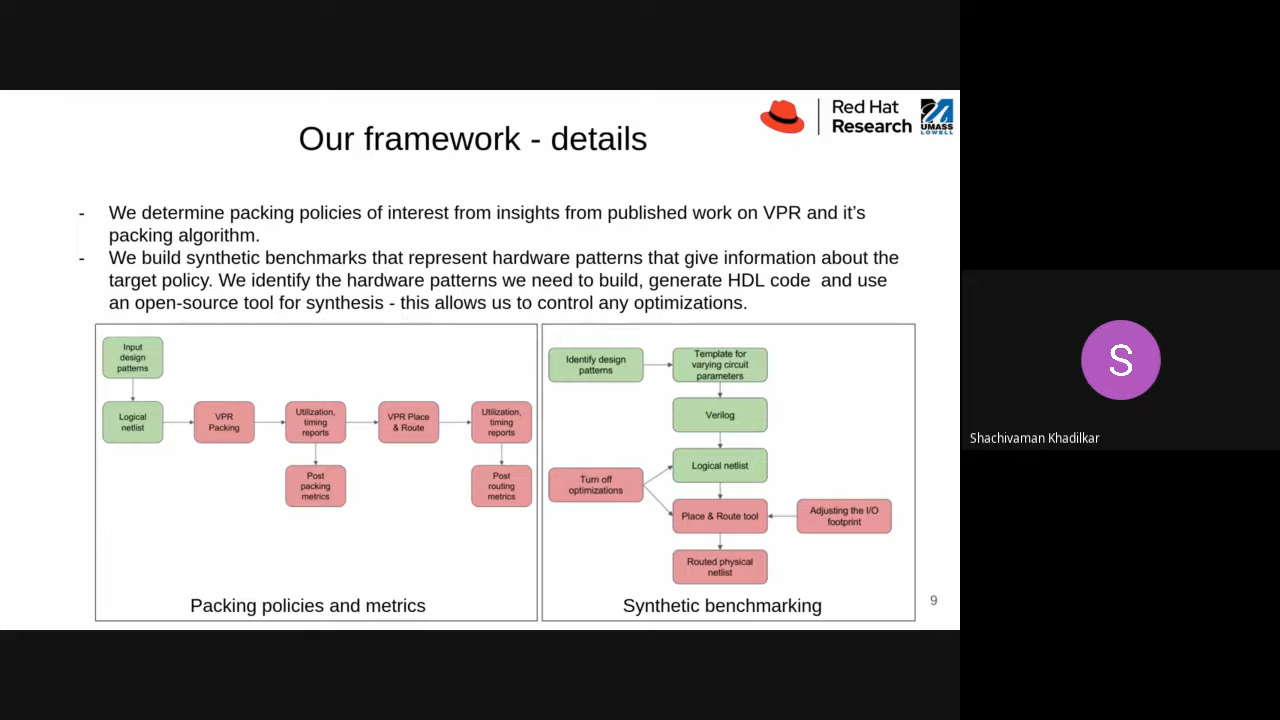 Red Hat
Research
UMASS
LOWELL
Our framework - details
- We determine packing policies of interest from insights from published work on VPR and it's
packing algorithm.
- We build synthetic benchmarks that represent hardware patterns that give information about the
target policy. We identify the hardware patterns we need to build, generate HDL code and use
an open-source tool for synthesis - this allows us to control any optimizations.
Input
design
patterns
Logical
netlist
VPR
Packing
Utilization,
timing
reports
VPR Place
& Route
Utilization,
timing
reports
Post
packing
metrics
Post
routing
metrics
Packing policies and metrics
Identify design
patterns
Template for
varying circuit
parameters
Verilog
Logical netlist
Turn off
optimizations
Place & Route tool
Adjusting the I/O
footprint
Routed physical
netlist
Synthetic benchmarking
9
S
Shachivaman Khadilkar